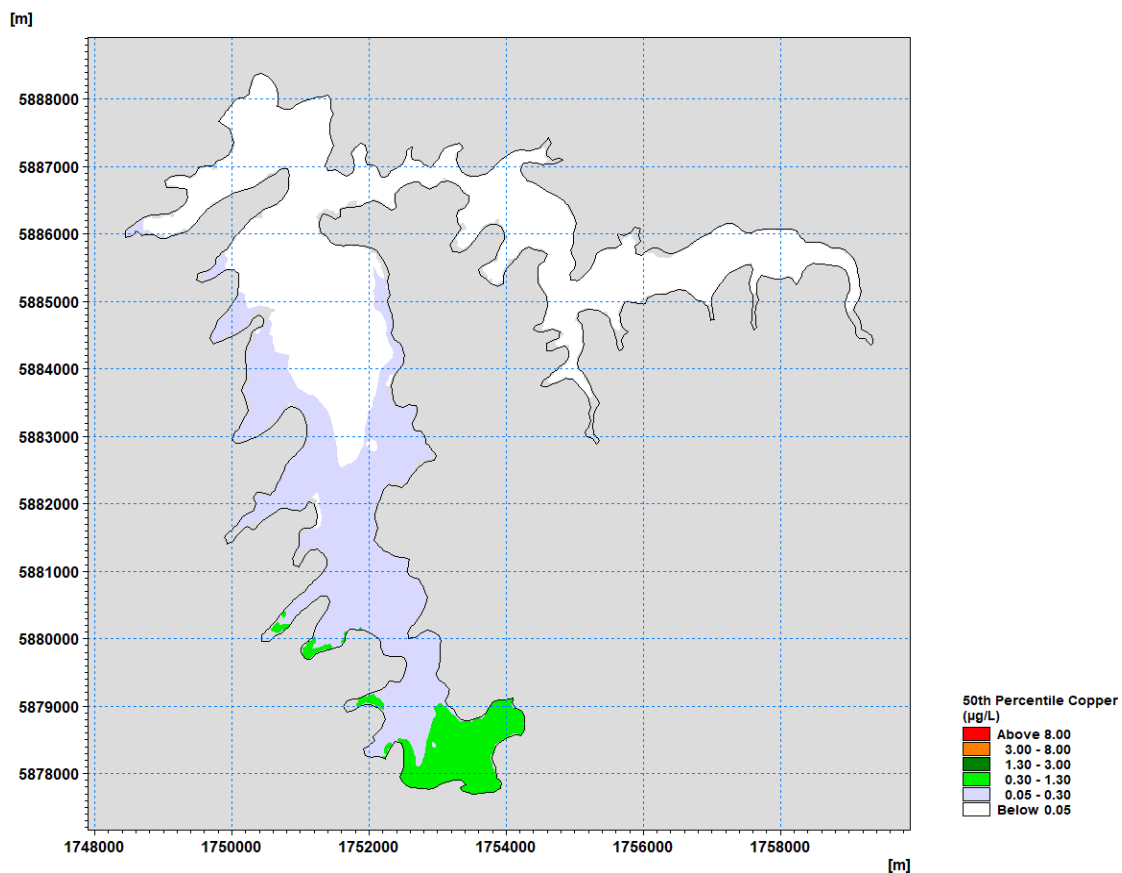 [m]
5888000
5887000
5886000
5885000
5884000
5883000
5882000
5881000
5880000
5879000
5878000
1748000 1750000 1752000 1754000 1756000 1758000
[m]
50th Percentile Copper
(µg/L)
Above 8.00
3.00 - 8.00
1.30 - 3.00
0.30 - 1.30
0.05 - 0.30
Below 0.05